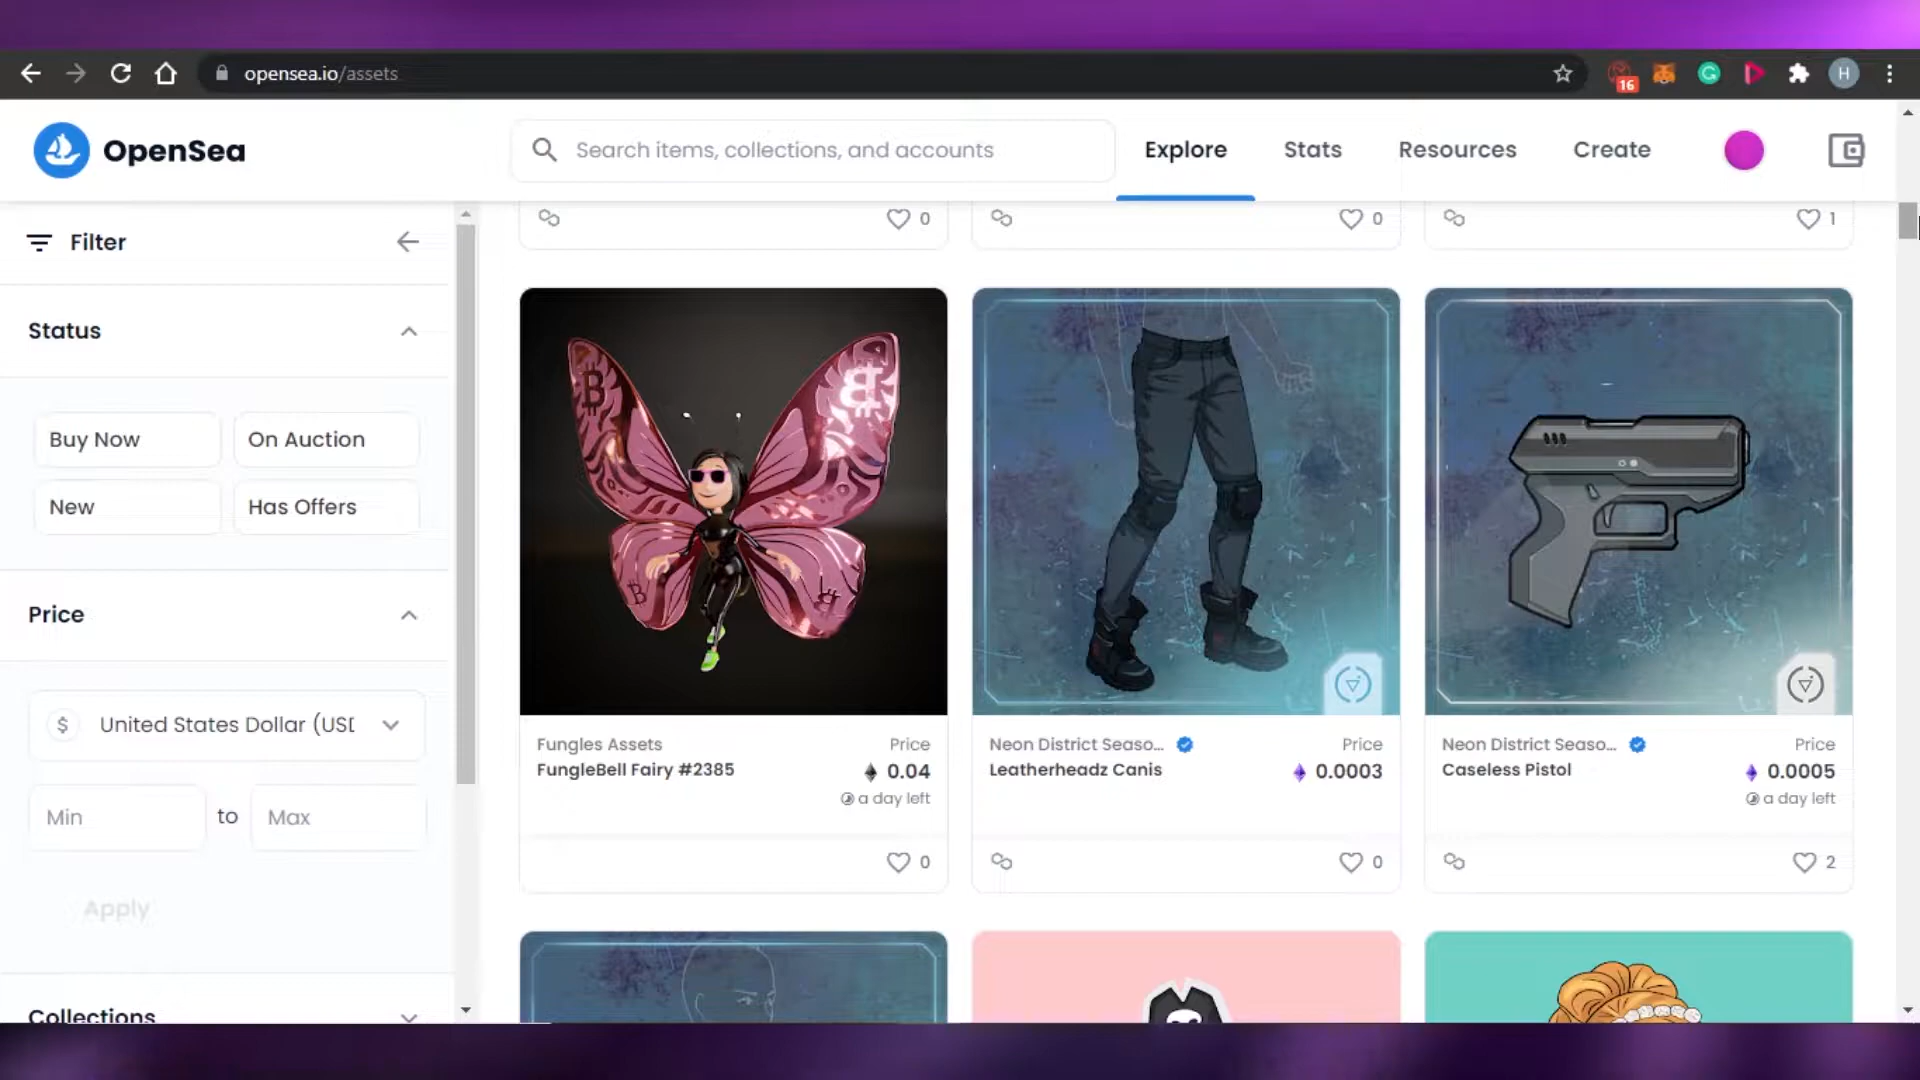 opensea.io/assets
16
H
OpenSea
Search items, collections, and accounts
Explore
Stats
Resources
Create
Filter
0
0
1
Status
Buy Now
On Auction
New
Has Offers
Price
$ United States Dollar (USD
Min to Max
Apply
Collections
Fungles Assets
Price
FungleBell Fairy #2385
0.04
a day left
0
Neon District Seaso...
Price
Leatherheadz Canis
0.0003
0
Neon District Seaso...
Price
Caseless Pistol
0.0005
a day left
2